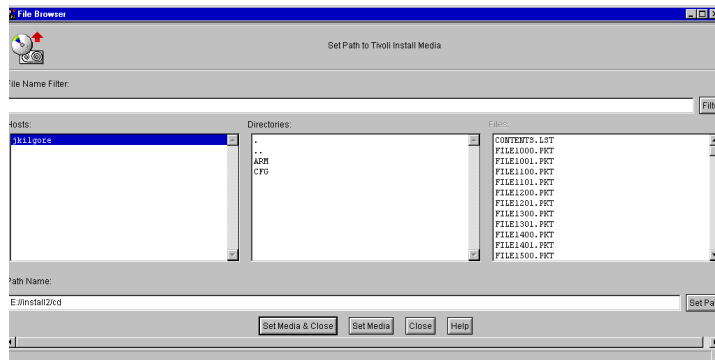 File Browser
Set Path to Tivoli Install Media
File Name Filter:
Filte
Hosts:
Directories:
Files:
jkilgore
.
..
ARM
CFG
CONTENTS.LST
FILE1000.PKT
FILE1001.PKT
FILE1100.PKT
FILE1101.PKT
FILE1200.PKT
FILE1201.PKT
FILE1300.PKT
FILE1301.PKT
FILE1400.PKT
FILE1401.PKT
FILE1500.PKT
Path Name:
E://install2/cd
Set Pa
Set Media & Close
Set Media
Close
Help